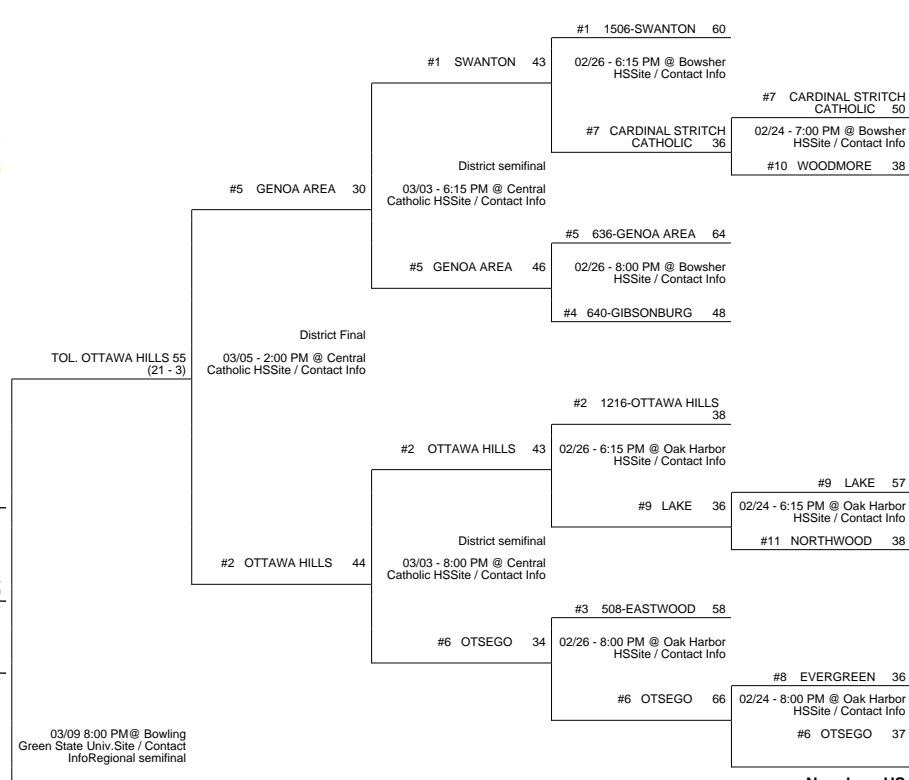 #1 1506-SWANTON 60
#1 SWANTON 43
02/26 - 6:15 PM @ Bowsher
HSSite / Contact Info
#7 CARDINAL STRITCH
CATHOLIC 50
#7 CARDINAL STRITCH
CATHOLIC 36
02/24 - 7:00 PM @ Bowsher
HSSite / Contact Info
#10 WOODMORE 38
District semifinal
03/03 - 6:15 PM @ Central
Catholic HSSite / Contact Info
#5 GENOA AREA 30
#5 636-GENOA AREA 64
#5 GENOA AREA 46
02/26 - 8:00 PM @ Bowsher
HSSite / Contact Info
#4 640-GIBSONBURG 48
District Final
03/05 - 2:00 PM @ Central
Catholic HSSite / Contact Info
TOL. OTTAWA HILLS 55
(21 - 3)
#2 1216-OTTAWA HILLS
38
#2 OTTAWA HILLS 43
02/26 - 6:15 PM @ Oak Harbor
HSSite / Contact Info
#9 LAKE 57
#9 LAKE 36
02/24 - 6:15 PM @ Oak Harbor
HSSite / Contact Info
#11 NORTHWOOD 38
District semifinal
03/03 - 8:00 PM @ Central
Catholic HSSite / Contact Info
#2 OTTAWA HILLS 44
#3 508-EASTWOOD 58
#6 OTSEGO 34
02/26 - 8:00 PM @ Oak Harbor
HSSite / Contact Info
#8 EVERGREEN 36
#6 OTSEGO 66
02/24 - 8:00 PM @ Oak Harbor
HSSite / Contact Info
#6 OTSEGO 37
03/09 8:00 PM@ Bowling
Green State Univ.Site / Contact
InfoRegional semifinal